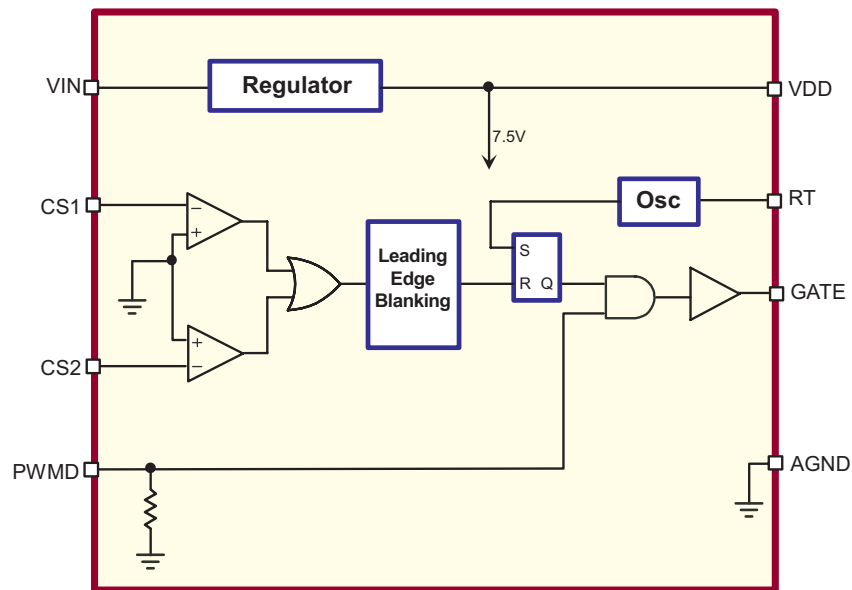 VIN
Regulator
VDD
7.5V
CS1
−
+
Osc
RT
Leading
Edge
Blanking
S
R Q
GATE
+
−
CS2
PWMD
AGND